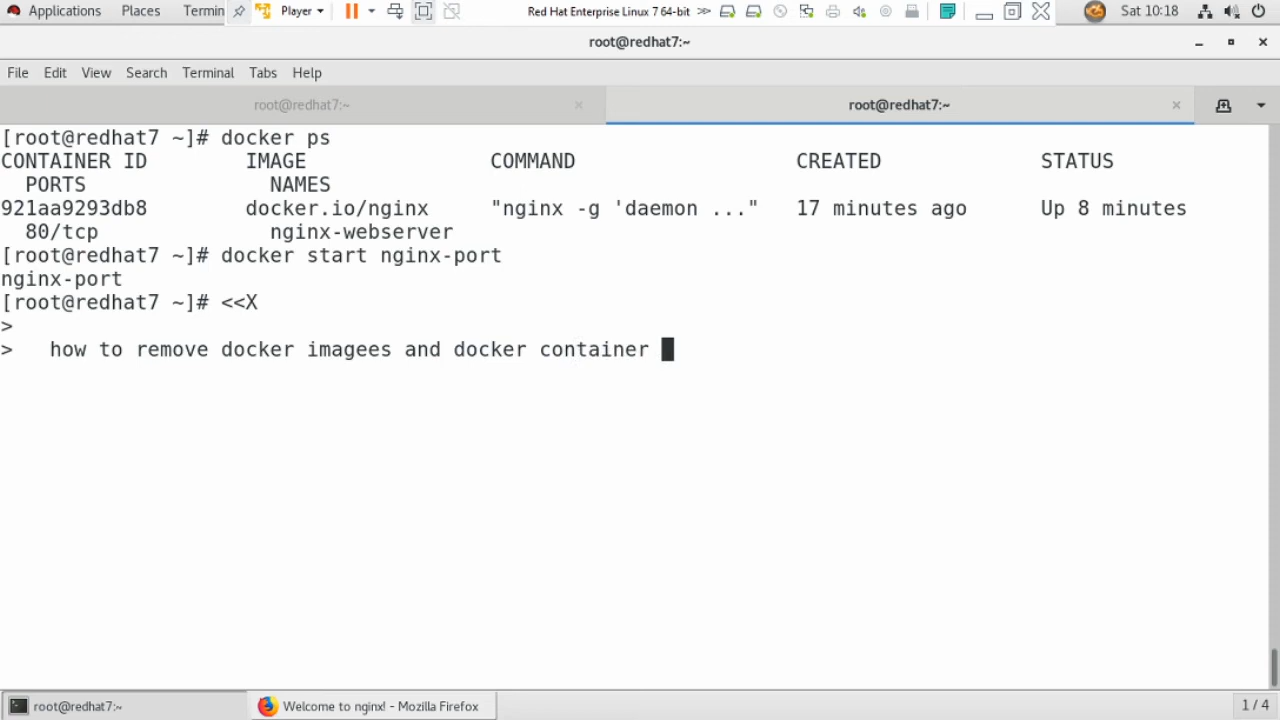 Applications Places Termin Player Red Hat Enterprise Linux 7 64-bit Sat 10:18
root@redhat7:~
File Edit View Search Terminal Tabs Help
root@redhat7:~ root@redhat7:~
[root@redhat7 ~]# docker ps
CONTAINER ID IMAGE COMMAND CREATED STATUS
PORTS NAMES
921aa9293db8 docker.io/nginx "nginx -g 'daemon ..." 17 minutes ago Up 8 minutes
80/tcp nginx-webserver
[root@redhat7 ~]# docker start nginx-port
nginx-port
[root@redhat7 ~]# <<X
>
> how to remove docker imagees and docker container
root@redhat7:~ Welcome to nginx! - Mozilla Firefox 1 / 4